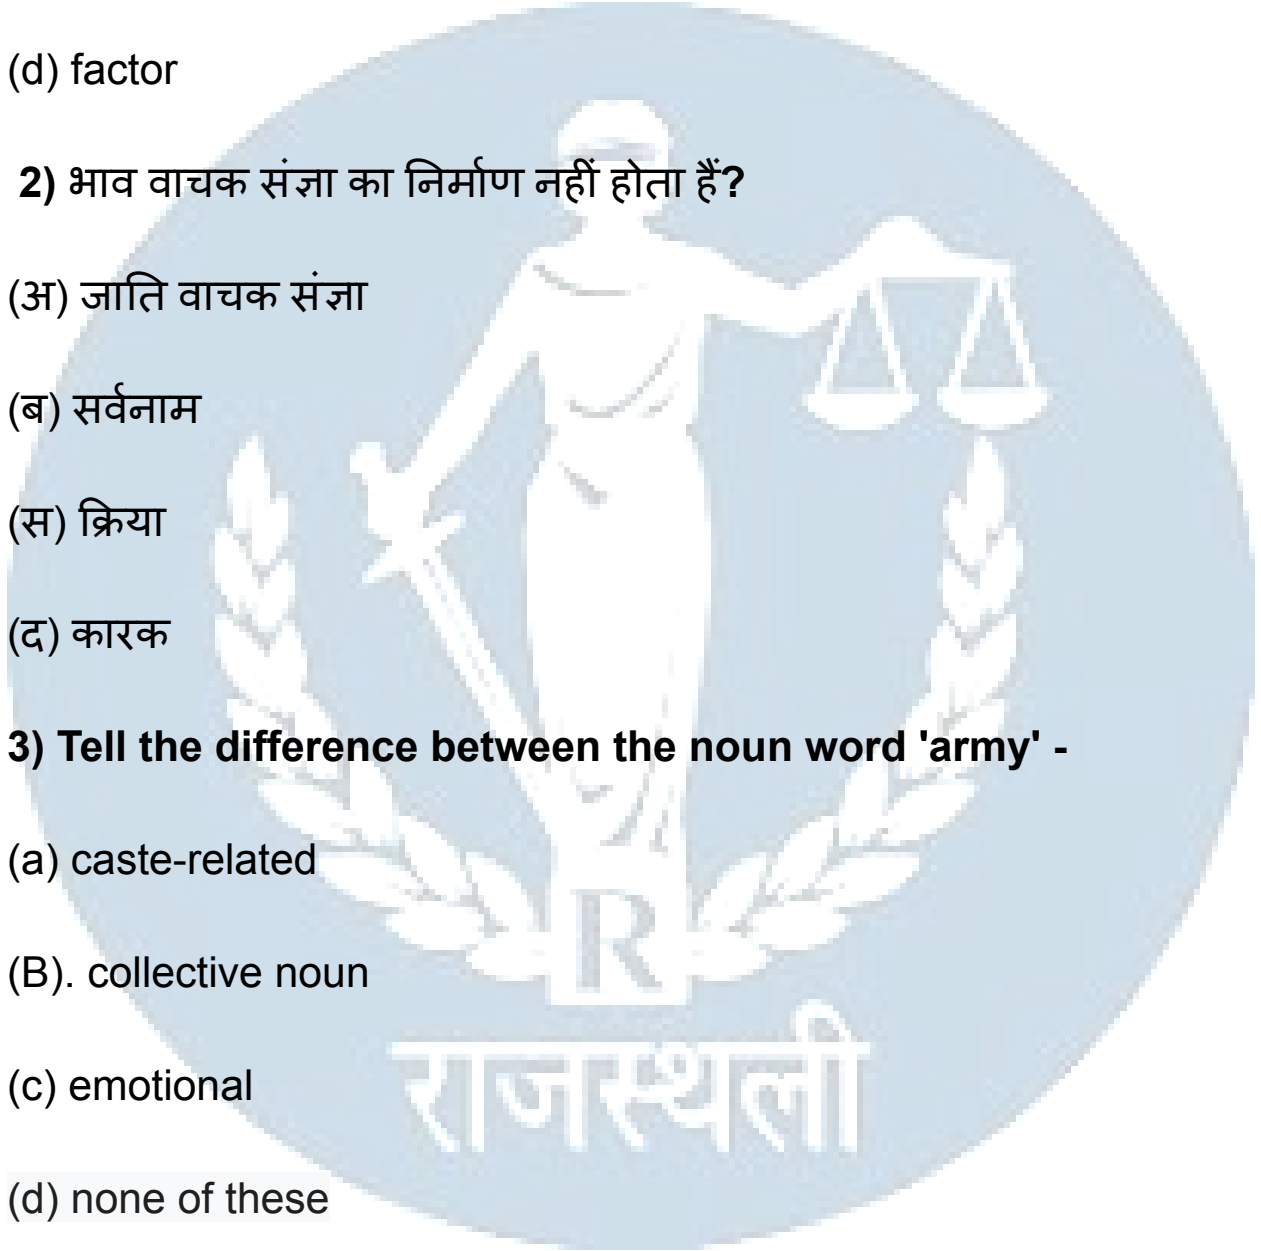 (d) factor
2) भाव वाचक संज्ञा का निर्माण नहीं होता हैं?
(अ) जाति वाचक संज्ञा
(ब) सर्वनाम
(स) क्रिया
(द) कारक
3) Tell the difference between the noun word 'army' -
(a) caste-related
(B). collective noun
(c) emotional
(d) none of these
R
राजस्थली